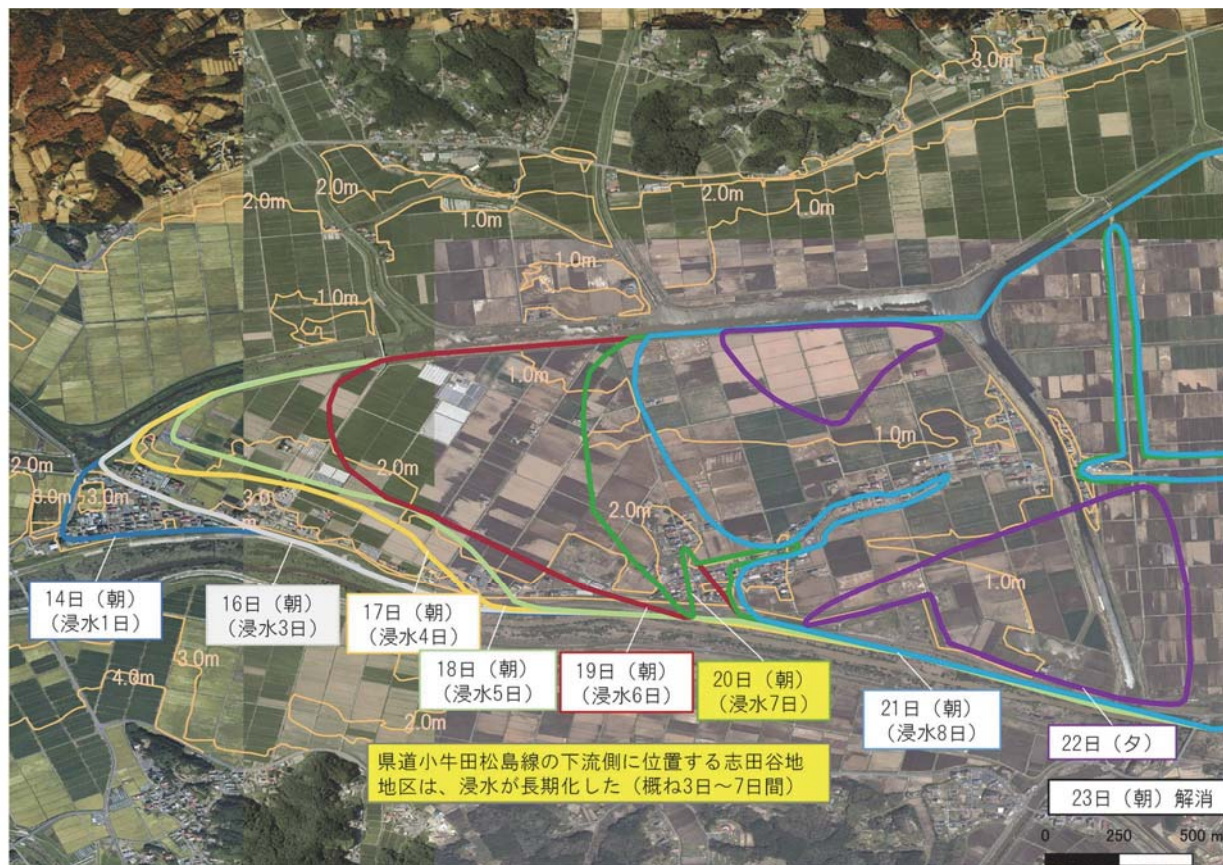 3.0m
2.0m
2.0m
1.0m
2.0m
1.0m
1.0m
1.0m
1.0m
1.0m
2.0m
2.0m
3.0m
3.0m
3.0m
2.0m
1.0m
14日（朝）
（浸水1日）
16日（朝）
（浸水3日）
17日（朝）
（浸水4日）
18日（朝）
（浸水5日）
19日（朝）
（浸水6日）
20日（朝）
（浸水7日）
21日（朝）
（浸水8日）
22日（夕）
3.0m
4.0m
2.0m
県道小牛田松島線の下流側に位置する志田谷地
地区は、浸水が長期化した（概ね3日～7日間）
23日（朝）解消
0 250 500 m